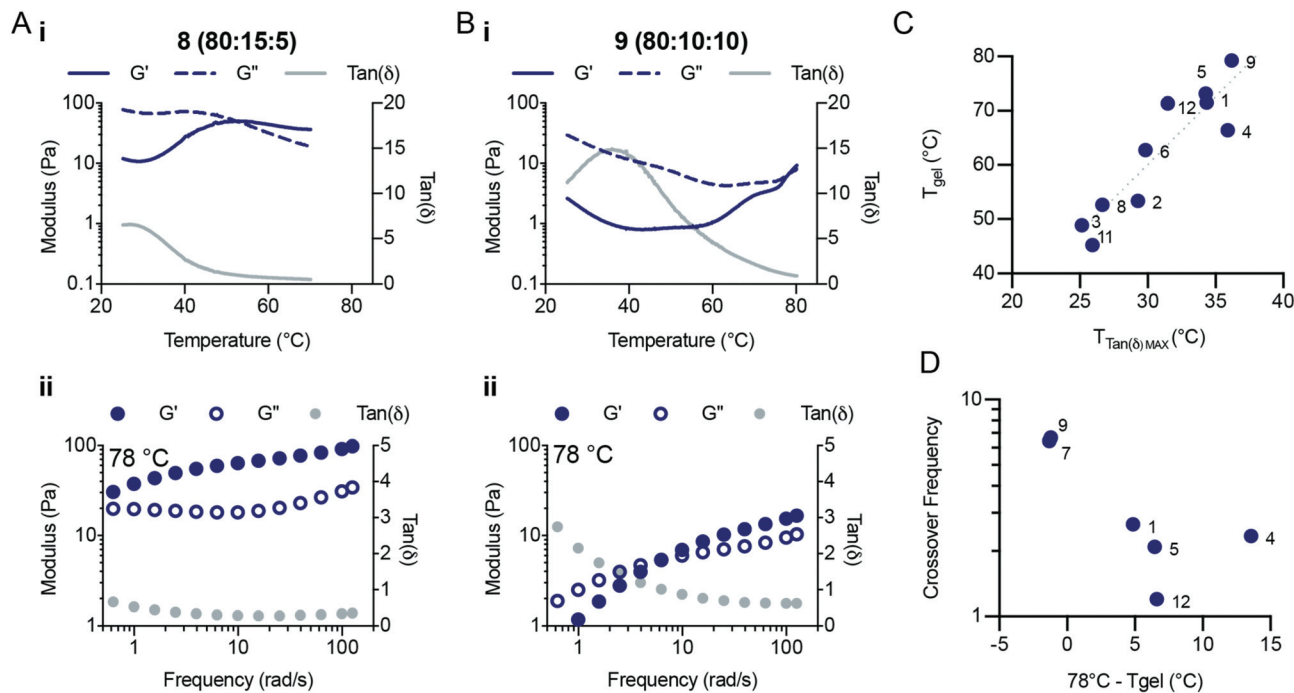 A i
8 (80:15:5)
G' G" Tan(δ)
100
10
1
0.1
Modulus (Pa)
20
15
10
5
0
Tan(δ)
20 40 60 80
Temperature (°C)
B i
9 (80:10:10)
G' G" Tan(δ)
100
10
1
0.1
Modulus (Pa)
20
15
10
5
0
Tan(δ)
20 40 60 80
Temperature (°C)
C
80
70
60
50
40
Tgel (°C)
9
5
1
12
4
6
8
2
3
11
20 25 30 35 40
TTan(δ) MAX (°C)
ii
G' G" Tan(δ)
78 °C
100
10
1
Modulus (Pa)
5
4
3
2
1
0
Tan(δ)
1 10 100
Frequency (rad/s)
ii
G' G" Tan(δ)
78 °C
100
10
1
Modulus (Pa)
5
4
3
2
1
0
Tan(δ)
1 10 100
Frequency (rad/s)
D
10
1
Crossover Frequency
9
7
1
5
4
12
-5 0 5 10 15
78°C - Tgel (°C)